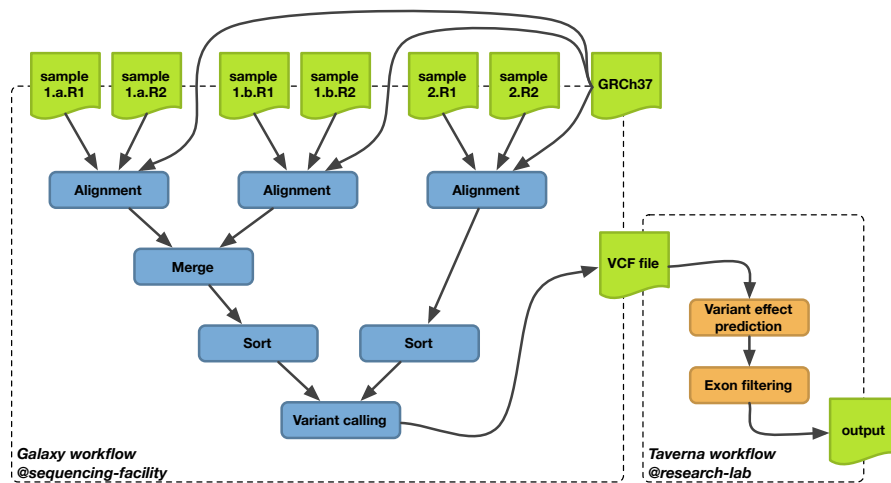 sample
1.a.R1
sample
1.a.R2
sample
1.b.R1
sample
1.b.R2
sample
2.R1
sample
2.R2
GRCh37
Alignment
Alignment
Alignment
Merge
VCF file
Sort
Sort
Variant effect
prediction
Exon filtering
Variant calling
output
Galaxy workflow
@sequencing-facility
Taverna workflow
@research-lab